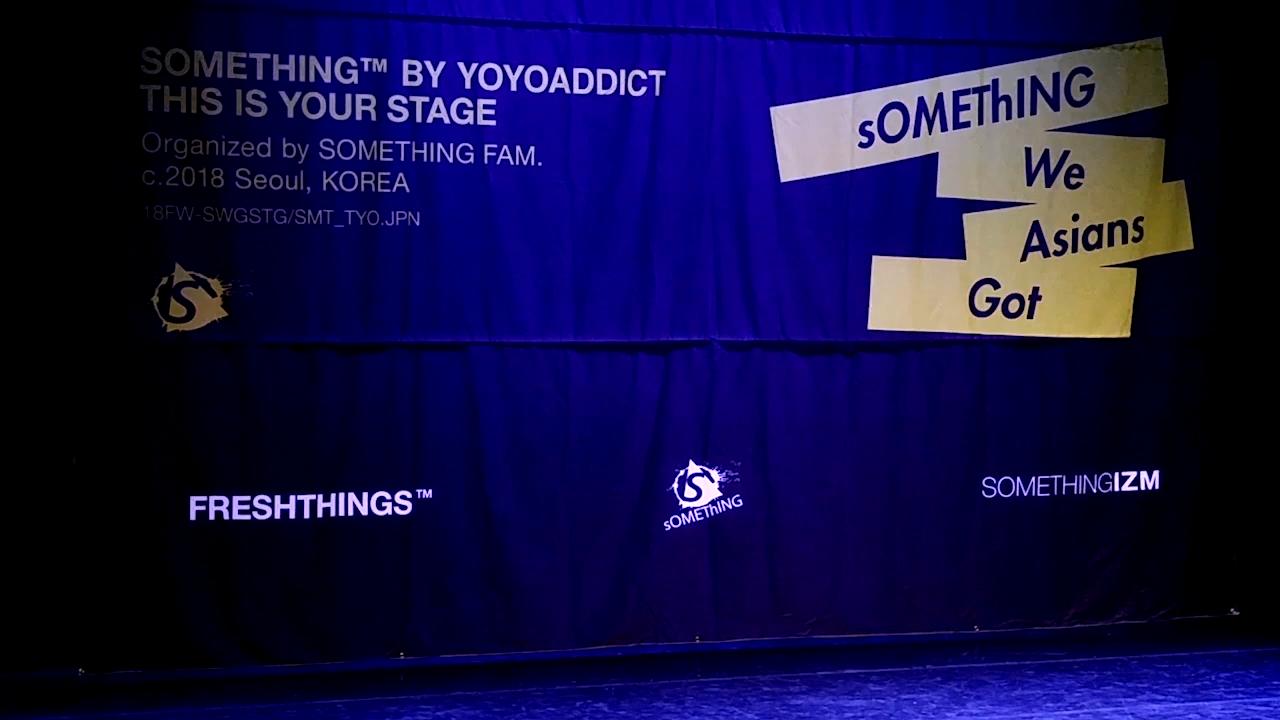 SOMETHING™ BY YOYOADDICT
THIS IS YOUR STAGE
Organized by SOMETHING FAM.
c.2018 Seoul, KOREA
18FW-SWGSTG/SMT_TYO.JPN
S
sOMEThING
We
Asians
Got
FRESHTHINGS™
S
sOMEThING
SOMETHINGIZM